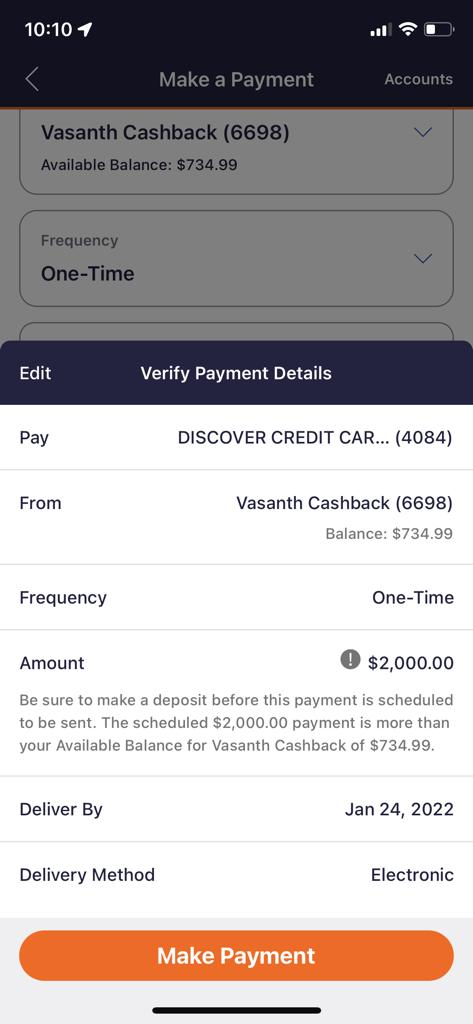 10:10
Make a Payment
Accounts
Vasanth Cashback (6698)
Available Balance: $734.99
Frequency
One-Time
Edit
Verify Payment Details
Pay
DISCOVER CREDIT CAR... (4084)
From
Vasanth Cashback (6698)
Balance: $734.99
Frequency
One-Time
Amount
! $2,000.00
Be sure to make a deposit before this payment is scheduled
to be sent. The scheduled $2,000.00 payment is more than
your Available Balance for Vasanth Cashback of $734.99.
Deliver By
Jan 24, 2022
Delivery Method
Electronic
Make Payment